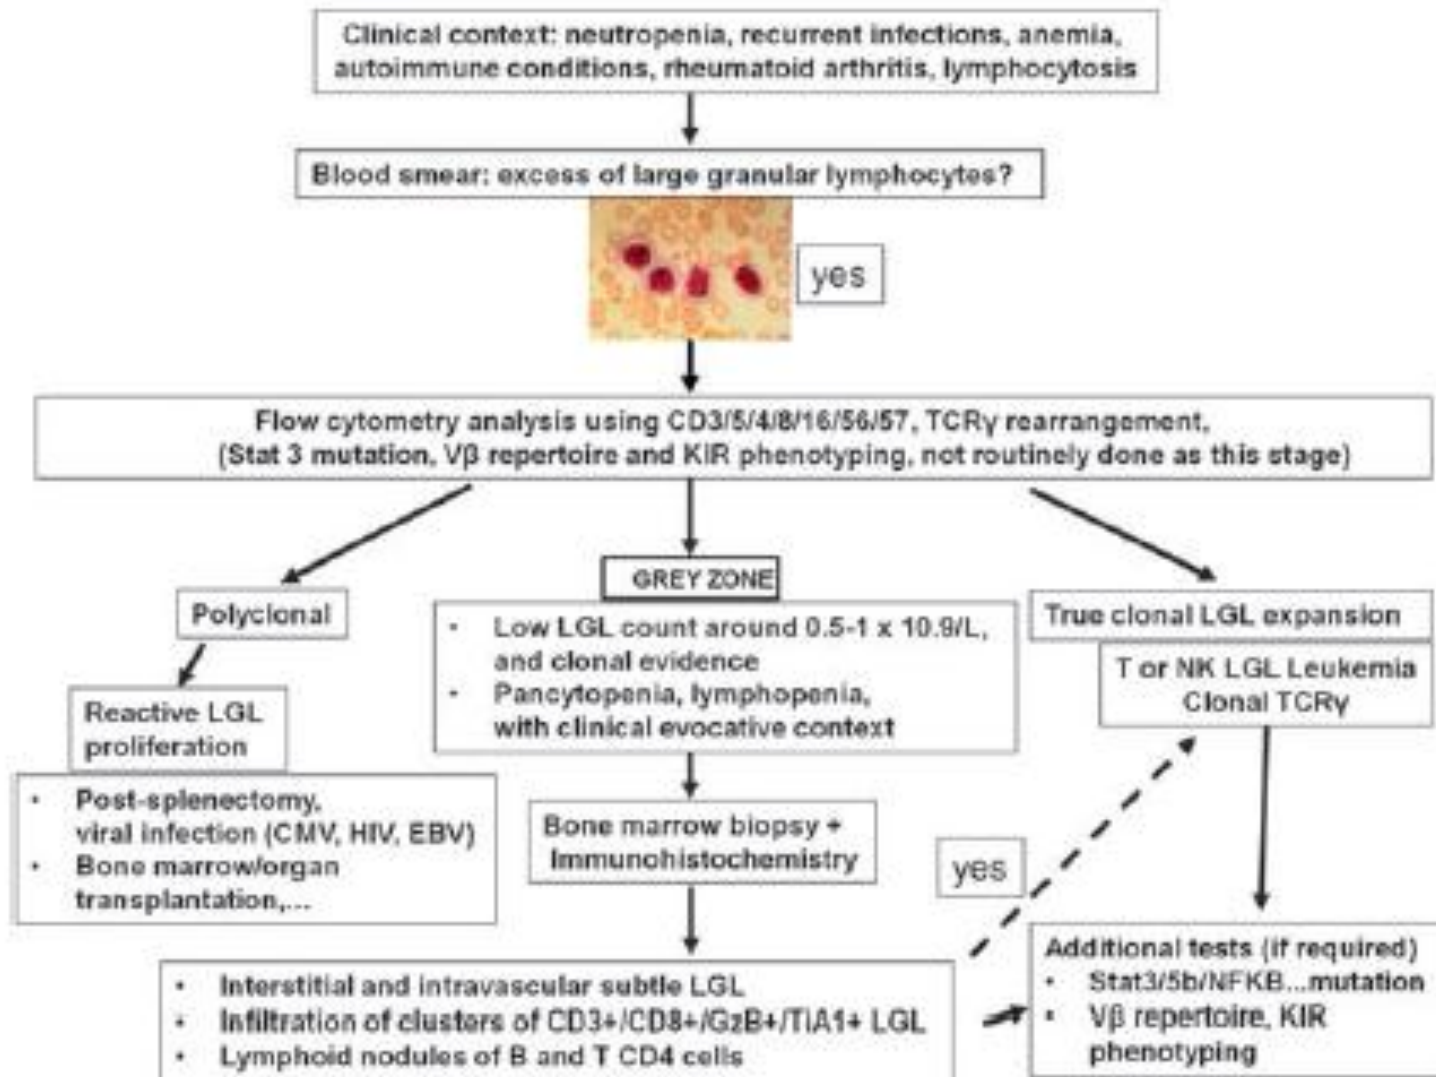 Clinical context: neutropenia, recurrent infections, anemia,
autoimmune conditions, rheumatoid arthritis, lymphocytosis
Blood smear: excess of large granular lymphocytes?
yes
Flow cytometry analysis using CD3/5/4/8/16/56/57, TCRγ rearrangement,
(Stat 3 mutation, Vβ repertoire and KIR phenotyping, not routinely done as this stage)
Polyclonal
Reactive LGL
proliferation
• Post-splenectomy,
viral infection (CMV, HIV, EBV)
• Bone marrow/organ
transplantation,...
GREY ZONE
• Low LGL count around 0.5-1 x 10.9/L,
and clonal evidence
• Pancytopenia, lymphopenia,
with clinical evocative context
Bone marrow biopsy +
Immunohistochemistry
• Interstitial and intravascular subtle LGL
• Infiltration of clusters of CD3+/CD8+/GzB+/TiA1+ LGL
• Lymphoid nodules of B and T CD4 cells
True clonal LGL expansion
T or NK LGL Leukemia
Clonal TCRγ
yes
Additional tests (if required)
• Stat3/5b/NFKB...mutation
• Vβ repertoire, KIR
phenotyping